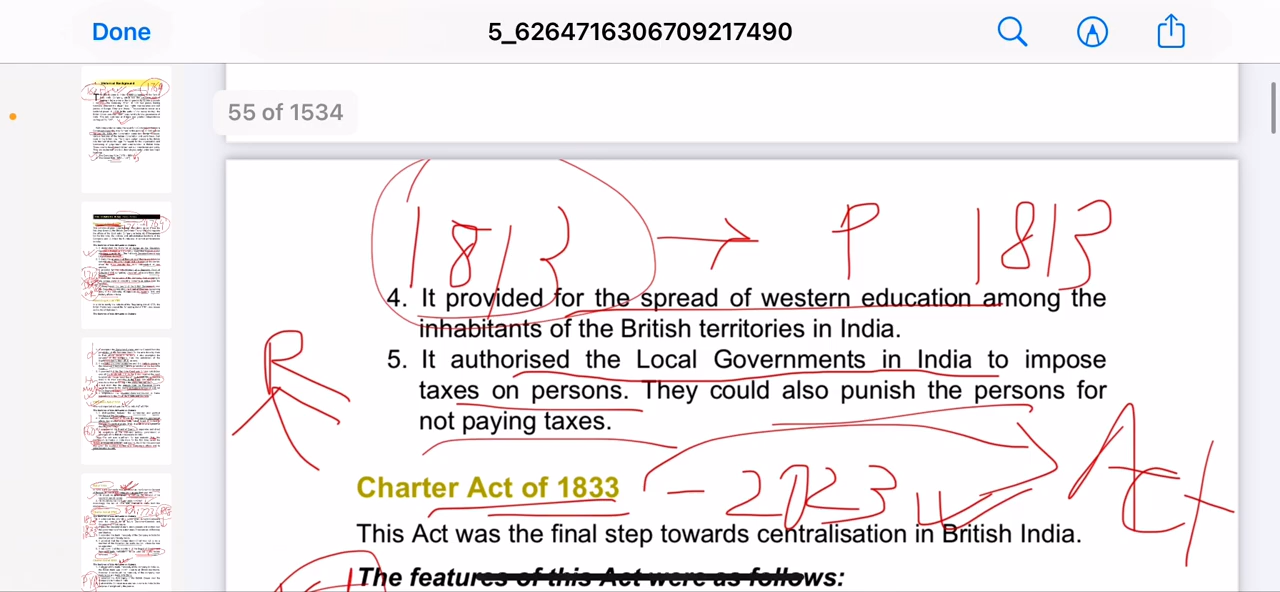 Done
5_6264716306709217490
55 of 1534
1813 → P 1813
4. It provided for the spread of western education among the
inhabitants of the British territories in India.
R
5. It authorised the Local Governments in India to impose
taxes on persons. They could also punish the persons for
not paying taxes.
Charter Act of 1833
Act
This Act was the final step towards centralisation in British India.
The features of this Act were as follows: